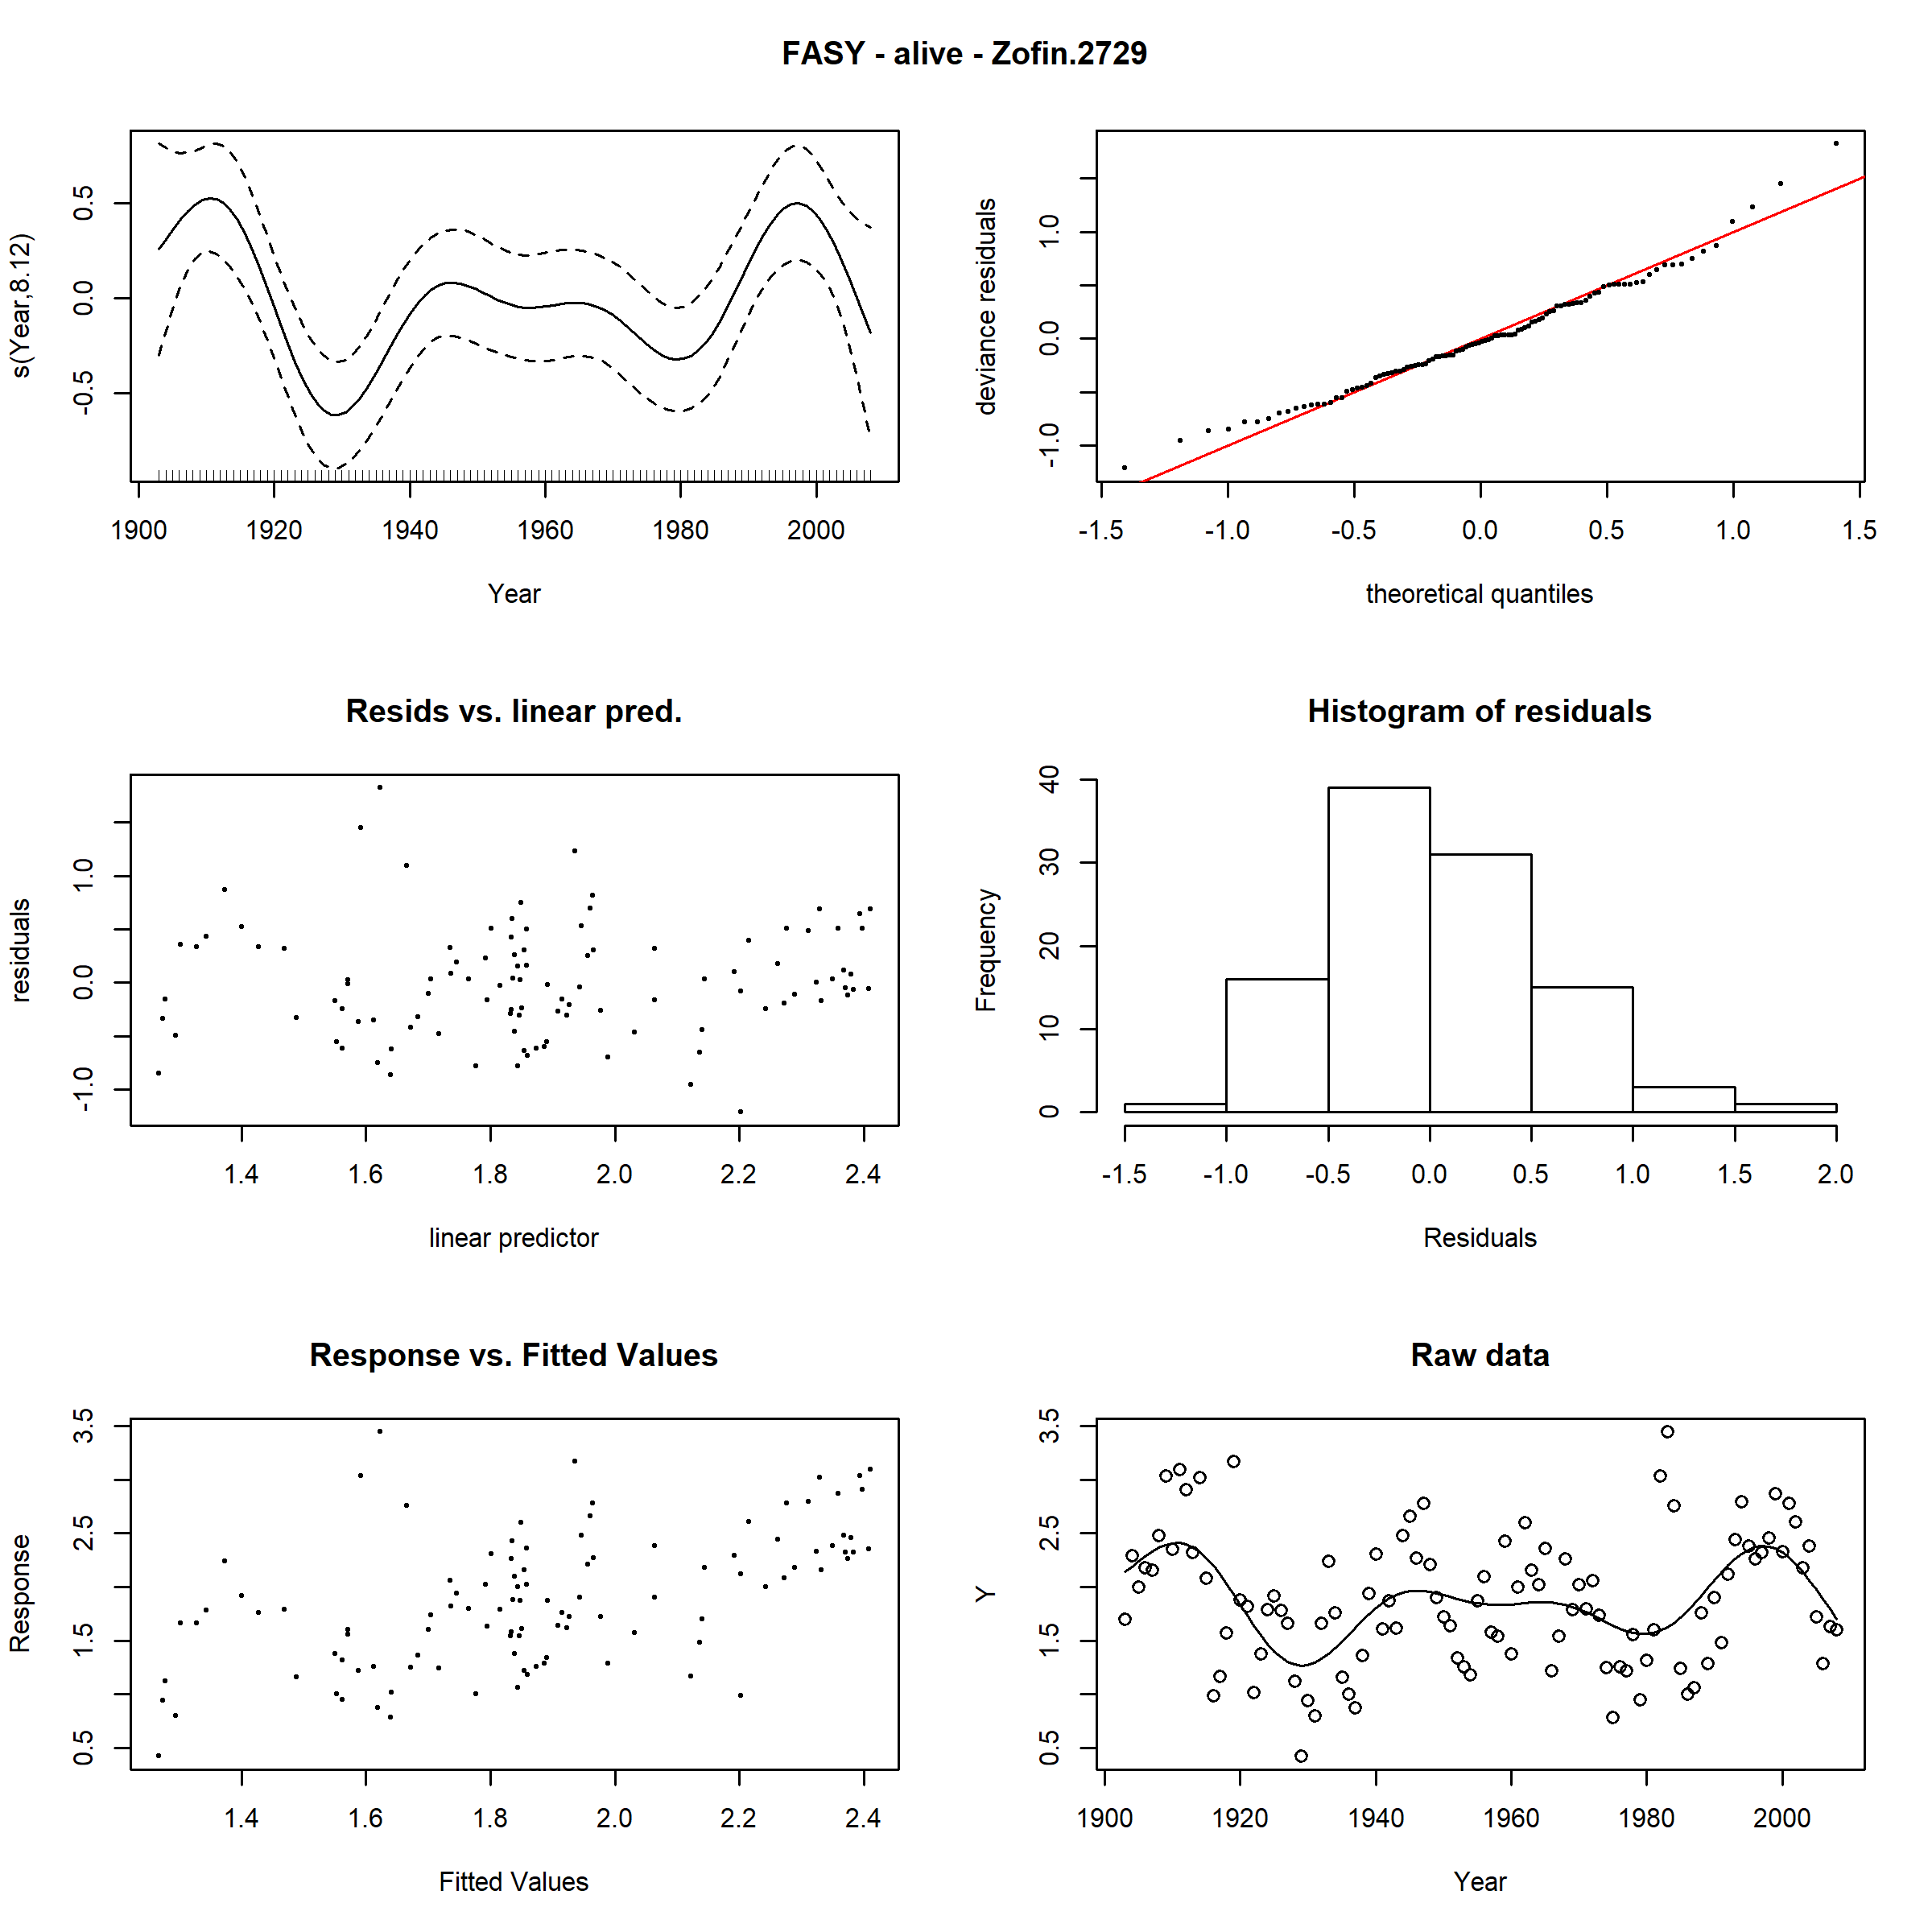 FASY - alive - Zofin.2729
s(Year,8.12)
0.5
0.0
-0.5
1900 1920 1940 1960 1980 2000
Year
deviance residuals
1.0
0.0
-1.0
-1.5 -1.0 -0.5 0.0 0.5 1.0 1.5
theoretical quantiles
Resids vs. linear pred.
residuals
1.0
0.0
-1.0
1.4 1.6 1.8 2.0 2.2 2.4
linear predictor
Histogram of residuals
Frequency
40
30
20
10
0
-1.5 -1.0 -0.5 0.0 0.5 1.0 1.5 2.0
Residuals
Response vs. Fitted Values
Response
3.5
2.5
1.5
0.5
1.4 1.6 1.8 2.0 2.2 2.4
Fitted Values
Raw data
Y
3.5
2.5
1.5
0.5
1900 1920 1940 1960 1980 2000
Year